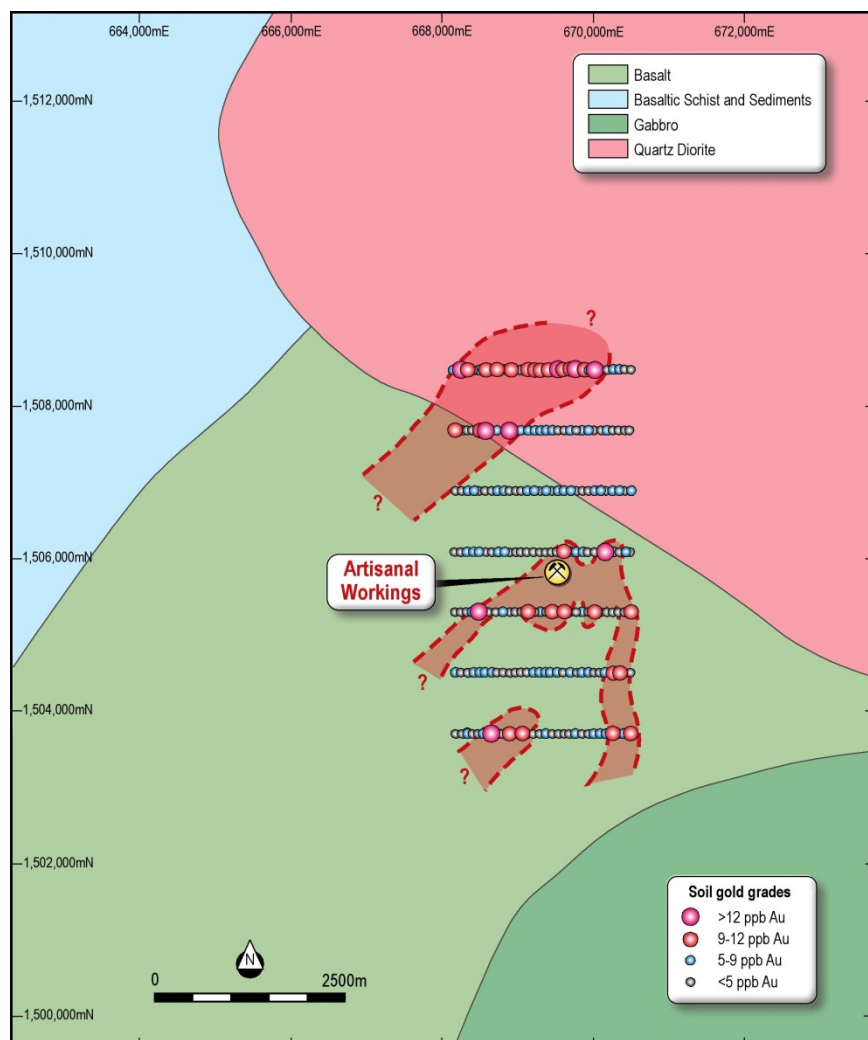 664,000mE
666,000mE
668,000mE
670,000mE
672,000mE
1,512,000mN
Basalt
Basaltic Schist and Sediments
Gabbro
Quartz Diorite
1,510,000mN
?
1,508,000mN
?
1,506,000mN
Artisanal
Workings
?
1,504,000mN
?
1,502,000mN
Soil gold grades
>12 ppb Au
9-12 ppb Au
5-9 ppb Au
<5 ppb Au
N
0
2500m
1,500,000mN